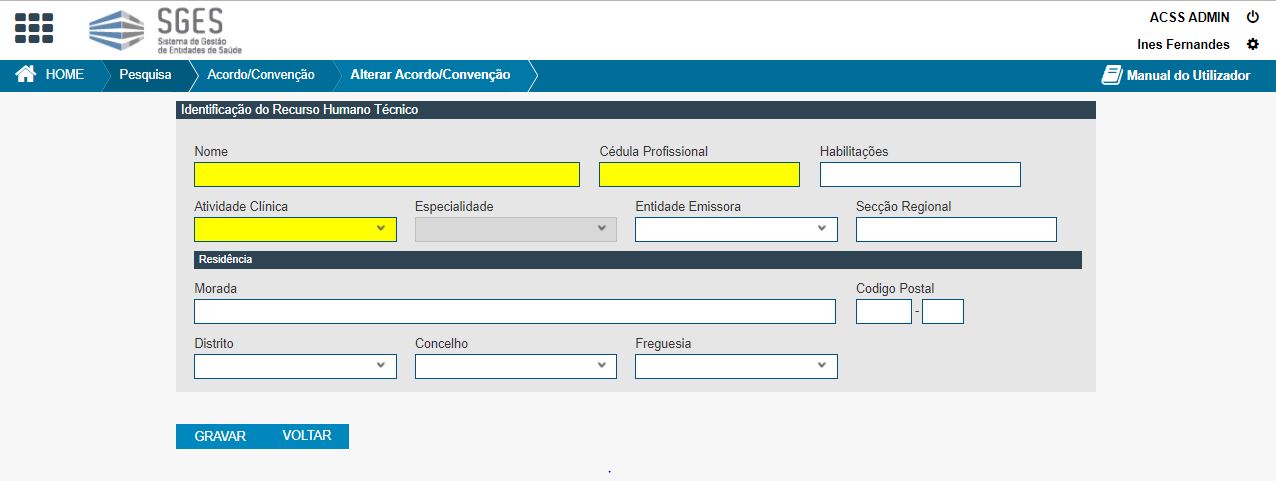 SGES
Sistema de Gestão
de Entidades de Saúde
ACSS ADMIN
Ines Fernandes
HOME Pesquisa Acordo/Convenção Alterar Acordo/Convenção Manual do Utilizador
Identificação do Recurso Humano Técnico
Nome Cédula Profissional Habilitações
Atividade Clínica Especialidade Entidade Emissora Secção Regional
Residência
Morada Codigo Postal
-
Distrito Concelho Freguesia
GRAVAR VOLTAR
.